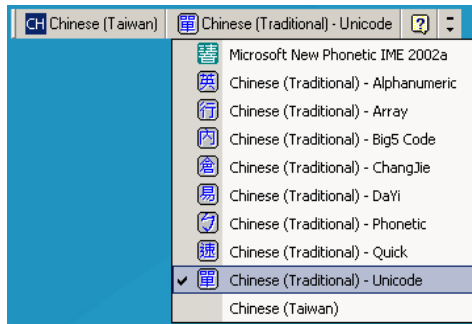 CH Chinese (Taiwan) 單 Chinese (Traditional) - Unicode ?
Microsoft New Phonetic IME 2002a
英 Chinese (Traditional) - Alphanumeric
行 Chinese (Traditional) - Array
內 Chinese (Traditional) - Big5 Code
倉 Chinese (Traditional) - ChangJie
易 Chinese (Traditional) - DaYi
ㄅ Chinese (Traditional) - Phonetic
速 Chinese (Traditional) - Quick
單 Chinese (Traditional) - Unicode
Chinese (Taiwan)